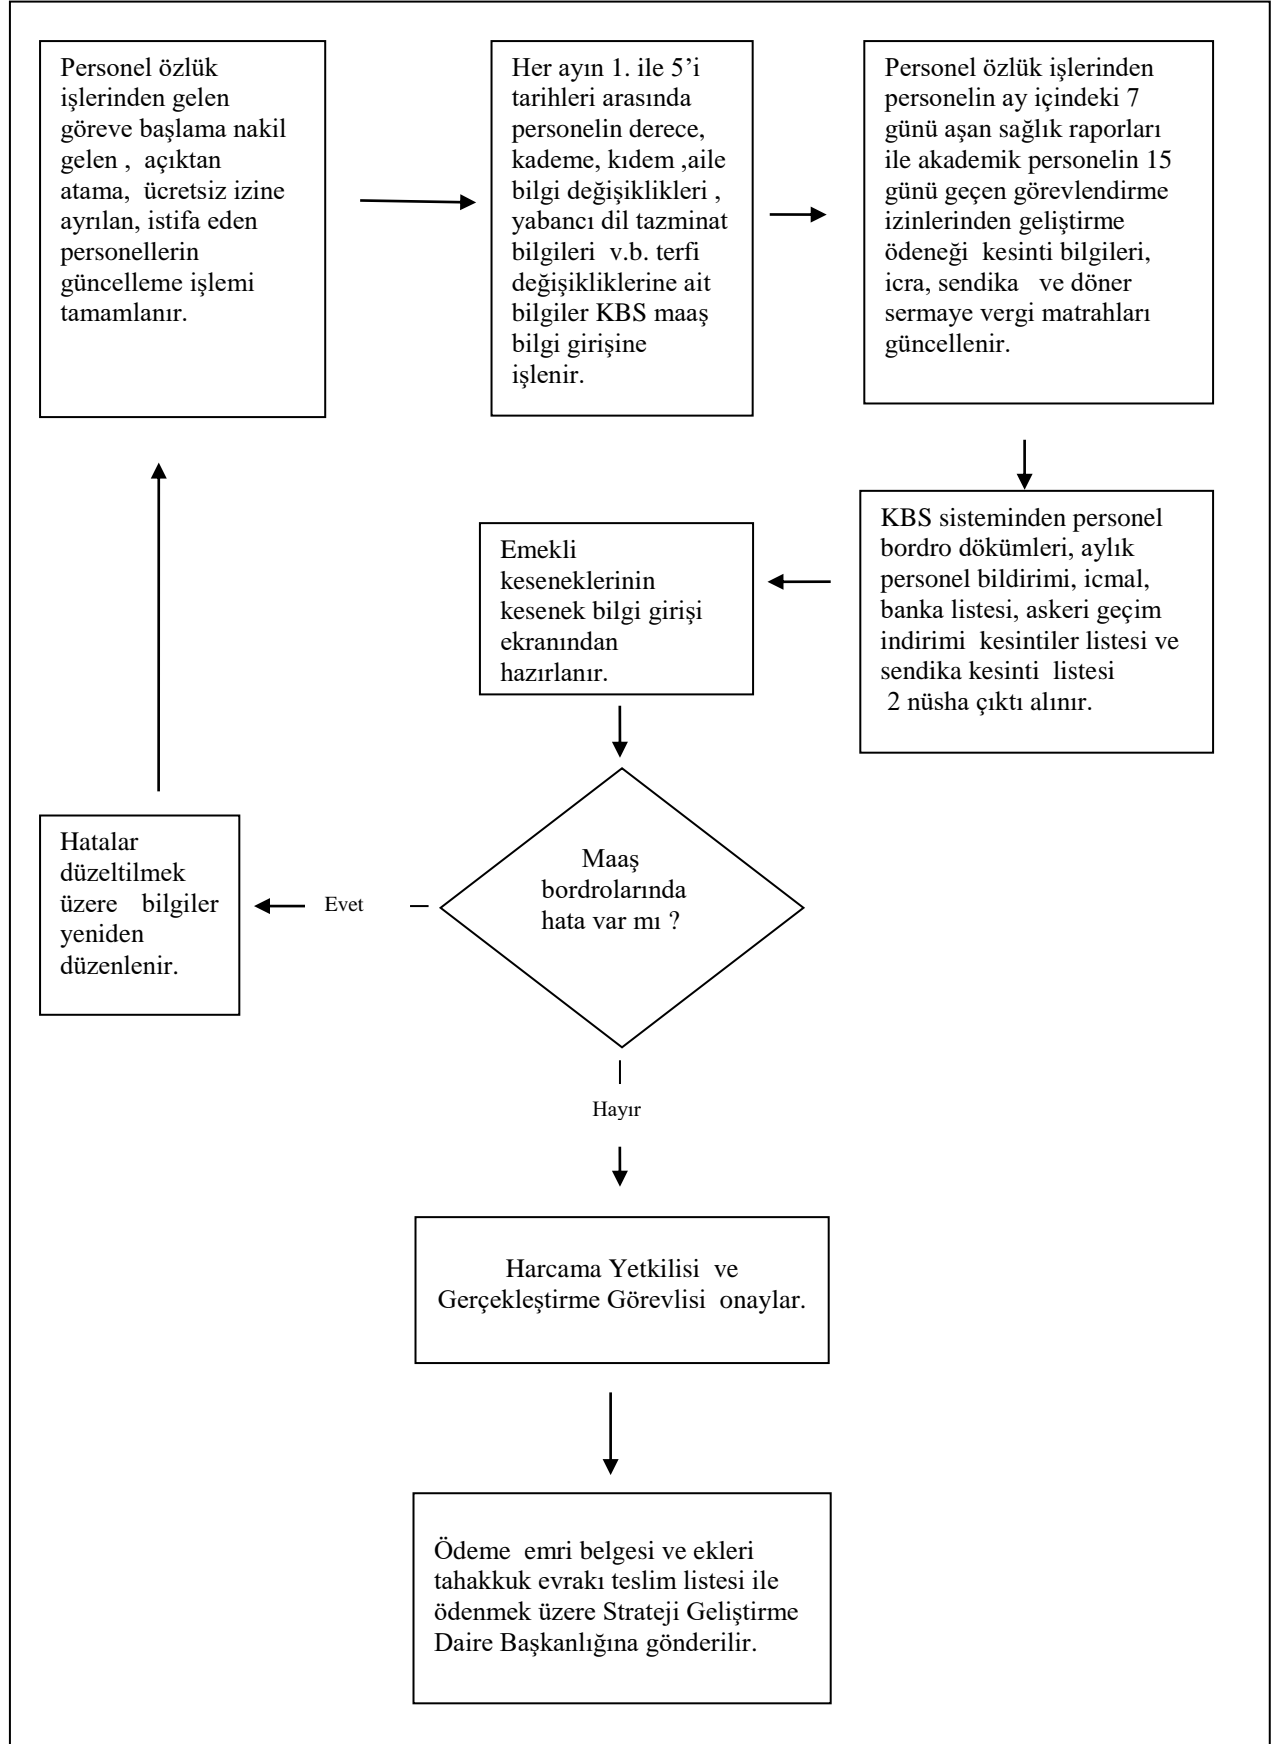 Personel özlük
işlerinden gelen
göreve başlama nakil
gelen , açıktan
atama, ücretsiz izine
ayrılan, istifa eden
personellerin
güncelleme işlemi
tamamlanır.
Her ayın 1. ile 5’i
tarihleri arasında
personelin derece,
kademe, kıdem ,aile
bilgi değişiklikleri ,
yabancı dil tazminat
bilgileri v.b. terfi
değişikliklerine ait
bilgiler KBS maaş
bilgi girişine
işlenir.
Personel özlük işlerinden
personelin ay içindeki 7
günü aşan sağlık raporları
ile akademik personelin 15
günü geçen görevlendirme
izinlerinden geliştirme
ödeneği kesinti bilgileri,
icra, sendika ve döner
sermaye vergi matrahları
güncellenir.
KBS sisteminden personel
bordro dökümleri, aylık
personel bildirimi, icmal,
banka listesi, askeri geçim
indirimi kesintiler listesi ve
sendika kesinti listesi
2 nüsha çıktı alınır.
Emekli
keseneklerinin
kesenek bilgi girişi
ekranından
hazırlanır.
Maaş
bordrolarında
hata var mı ?
Evet
Hatalar
düzeltilmek
üzere bilgiler
yeniden
düzenlenir.
Hayır
Harcama Yetkilisi ve
Gerçekleştirme Görevlisi onaylar.
Ödeme emri belgesi ve ekleri
tahakkuk evrakı teslim listesi ile
ödenmek üzere Strateji Geliştirme
Daire Başkanlığına gönderilir.